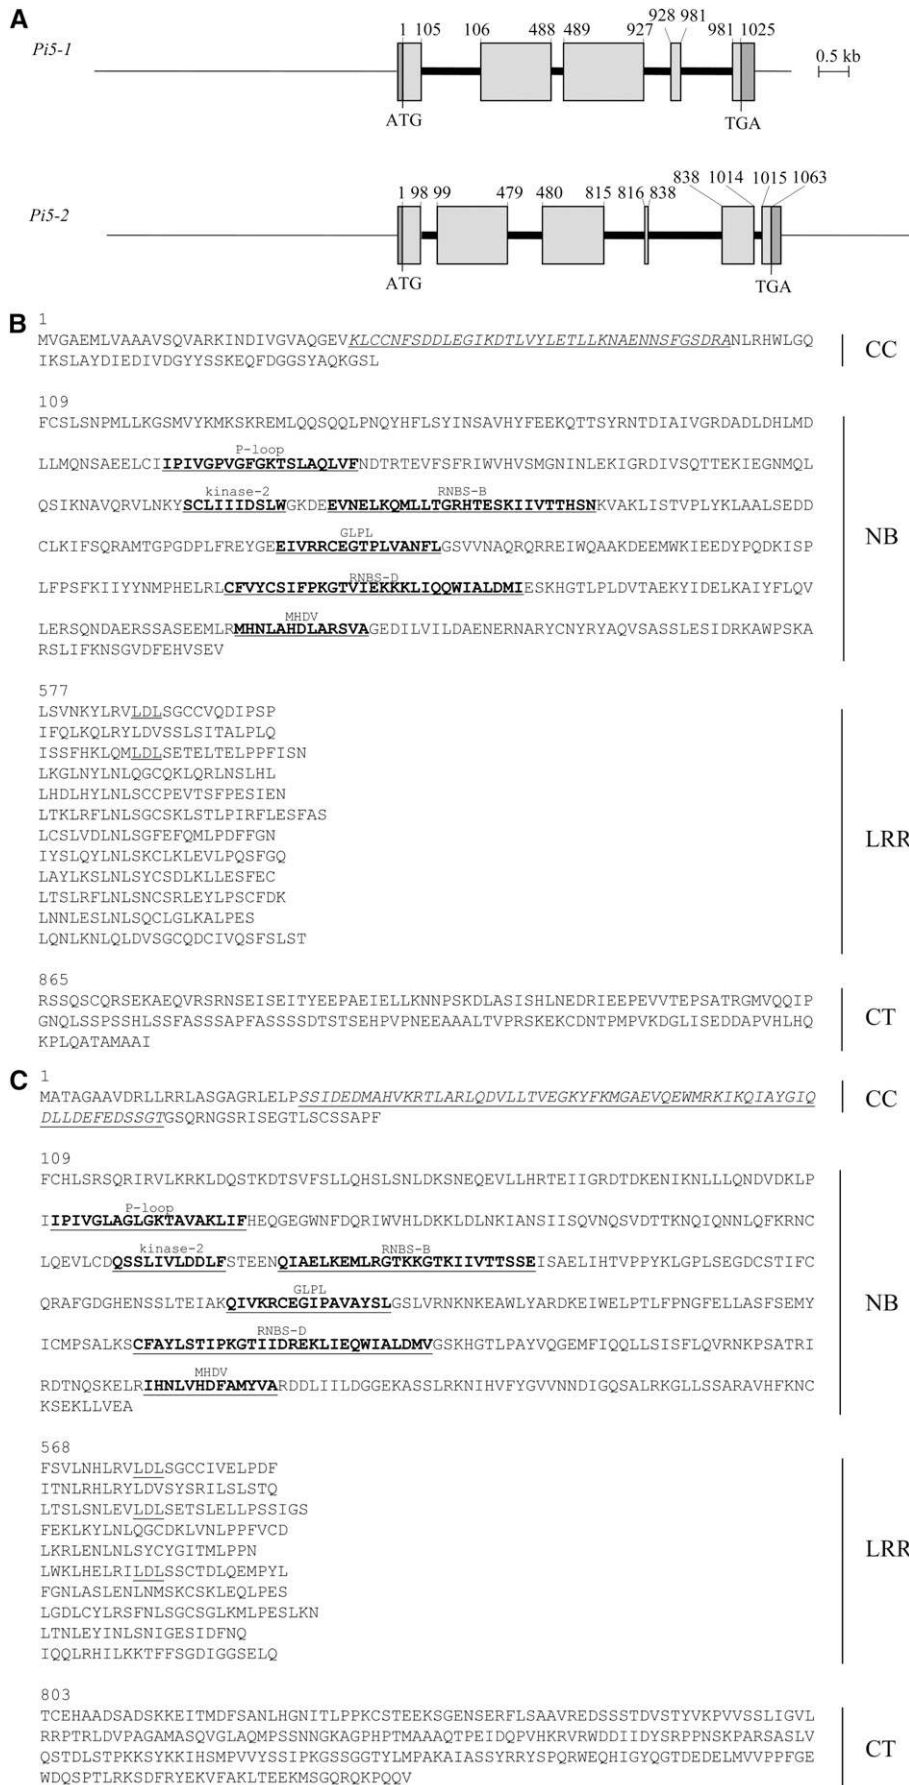 A
Pi5-1
1 105 106 488 489 927 928 981 981 1025
0.5 kb
ATG TGA
Pi5-2
1 98 99 479 480 815 816 838 838 1014 1015 1063
ATG TGA
B
1
MVGAEMLVAAAVSQVARKINDIVGVAQGEVKLCCNFSDDLEGIKDTLVYLETLLKNAENNSFGSDRANLRHWLGQ
CC
IKSLAYDIEDIVDGYYSSKEQFDGGSYAQKGSL
109
FCSLSNPMLLKGSMVYKMKSKREMLQQSQQLPNQYHFLSYINSAVHYFEEKQTTSYRNTDIAIVGRDADLDHLMD
P-loop
LLMQNSAEELCIIPIVGPVGFGKTSLAQLVFNDTRTEVFSFRIWVHVSMGNINLEKIGRDIVSQTTEKIEGNMQL
kinase-2 RNBS-B
QSIKNAVQRVLNKYSCLIIIDSLWGKDEEVNELKQMLLTGRHTESKIIVTTHSNKVAKLISTVPLYKLAALSEDD
NB
GLPL
CLKIFSQRAMTGPGDPLFREYGEEIVRRCEGTPLVANFLGSVVNAQRQRREIWQAAKDEEMWKIEEDYPQDKISP
RNBS-D
LFPSFKIIYYNMPHELRLCFVYCSIFPKGTVIEKKKLIQQWIALDMIESKHGTLPLDVTAEKYIDELKAIYFLQV
MHDV
LERSQNDAERSSASEEMLRMHNLAHDLARSVAGEDILVILDAENERNARYCNYRYAQVSASSLESIDRKAWPSKA
RSLIFKNSGVDFEHVSEV
577
LSVNKYLRVLDLSGCCVQDIPSP
IFQLKQLRYLDVSSLSITALPLQ
ISSFHKLQMLDLSETELTELPPFISN
LKGLNYLNLQGCQKLQRLNSLHL
LHDLHYLNLSCCPEVTSFPESIEN
LTKLRFLNLSGCSKLSTLPIRFLESFAS
LCSLVDLNLSGFEFQMLPDFFGN
LRR
IYSLQYLNLSKCLKLEVLPQSFGQ
LAYLKSLNLSYCSDLKLLESFEC
LTSLRFLNLSNCSRLEYLPSCFDK
LNNLESLNLSQCLGLKALPES
LQNLKNLQLDVSGCQDCIVQSFSLST
865
RSSQSCQRSEKAEQVRSRNSEISEITYEEPAEIELLKNNPSKDLASISHLNEDRIEEPEVVTEPSATRGMVQQIP
GNQLSSPSSHLSSFASSSAPFASSSSDTSTSEHPVPNEEAAALTVPRSKEKCDNTPMPVKDGLISEDDAPVHLHQ
CT
KPLQATAMAAI
C
1
MATAGAAVDRLLRRLASGAGRLELPSSIDEDMAHVKRTLARLQDVLLTVEGKYFKMGAEVQEWMRKIKQIAYGIQ
CC
DLLDEFEDSSGTGSQRNGSRISEGTLSCSSAPF
109
FCHLSRSQRIRVLKRKLDQSTKDTSVFSLLQHSLSNLDKSNEQEVLLHRTEIIGRDTDKENIKNLLLQNDVDKLP
P-loop
IIPIVGLAGLGKTAVAKLIFHEQGEGWNFDQRIWVHLDKKLDLNKIANSIISQVNQSVDTTKNQIQNNLQFKRNC
kinase-2 RNBS-B
LQEVLCDQSSLIVLDDLFSTEENQIAELKEMLRGTKKGTKIIVTTSSEISAELIHTVPPYKLGPLSEGDCSTIFC
GLPL
QRAFGDGHENSSLTEIAKQIVKRCEGIPAVAYSLGSLVRNKNKEAWLYARDKEIWELPTLFPNGFELLASFSEMY
NB
RNBS-D
ICMPSALKSCFAYLSTIPKGTIIDREKLIEQWIALDMVGSKHGTLPAYVQGEMFIQQLLSISFLQVRNKPSATRI
MHDV
RDTNQSKELRIHNLVHDFAMYVARDDLIILDGGEKASSLRKNIHVFYGVVNNDIGQSALRKGLLSSARAVHFKNC
KSEKLLVEA
568
FSVLNHLRVLDLSGCCIVELPDF
ITNLRHLRYLDVSYSRILSLSTQ
LTSLSNLEVLDLSETSLELLPSSIGS
FEKLKYLNLQGCDKLVNLPPFVCD
LKRLENLNLSYCYGITMLPPN
LRR
LWKLHELRILDLSSCTDLQEMPYL
FGNLASLENLNMSKCSKLEQLPES
LGDLCYLRSFNLSGCSGLKMLPESLKN
LTNLEYINLSNIGESIDFNQ
IQQLRHILKKTFFSGDIGGSELQ
803
TCEHAADSADSKKEITMDFSANLHGNITLPPKCSTEEKSGENSERFLSAAVREDSSSTDVSTYVKPVVSSLIGVL
RRPTRLDVPAGAMASQVGLAQMPSSNNGKAGPHPTMAAAQTPEIDQPVHKRVRWDDIIDYSRPPNSKPARSASLV
CT
QSTDLSTPKKSYKKIHSMPVVYSSIPKGSSGGTYLMPAKAIASSYRRYSPQRWEQHIGYQGTDEDELMVVPPFGE
WDQSPTLRKSDFRYEKVFAKLTEEKMSGQRQKPQQV